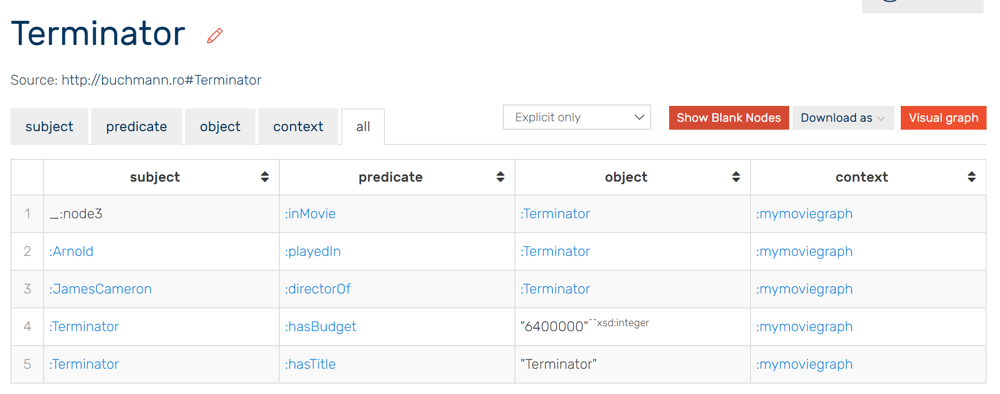 Terminator
Source: http://buchmann.ro#Terminator
subject predicate object context all Explicit only Show Blank Nodes Download as Visual graph
subject predicate object context
1 _:node3 :inMovie :Terminator :mymoviegraph
2 :Arnold :playedIn :Terminator :mymoviegraph
3 :JamesCameron :directorOf :Terminator :mymoviegraph
4 :Terminator :hasBudget "6400000"^^xsd:integer :mymoviegraph
5 :Terminator :hasTitle "Terminator" :mymoviegraph